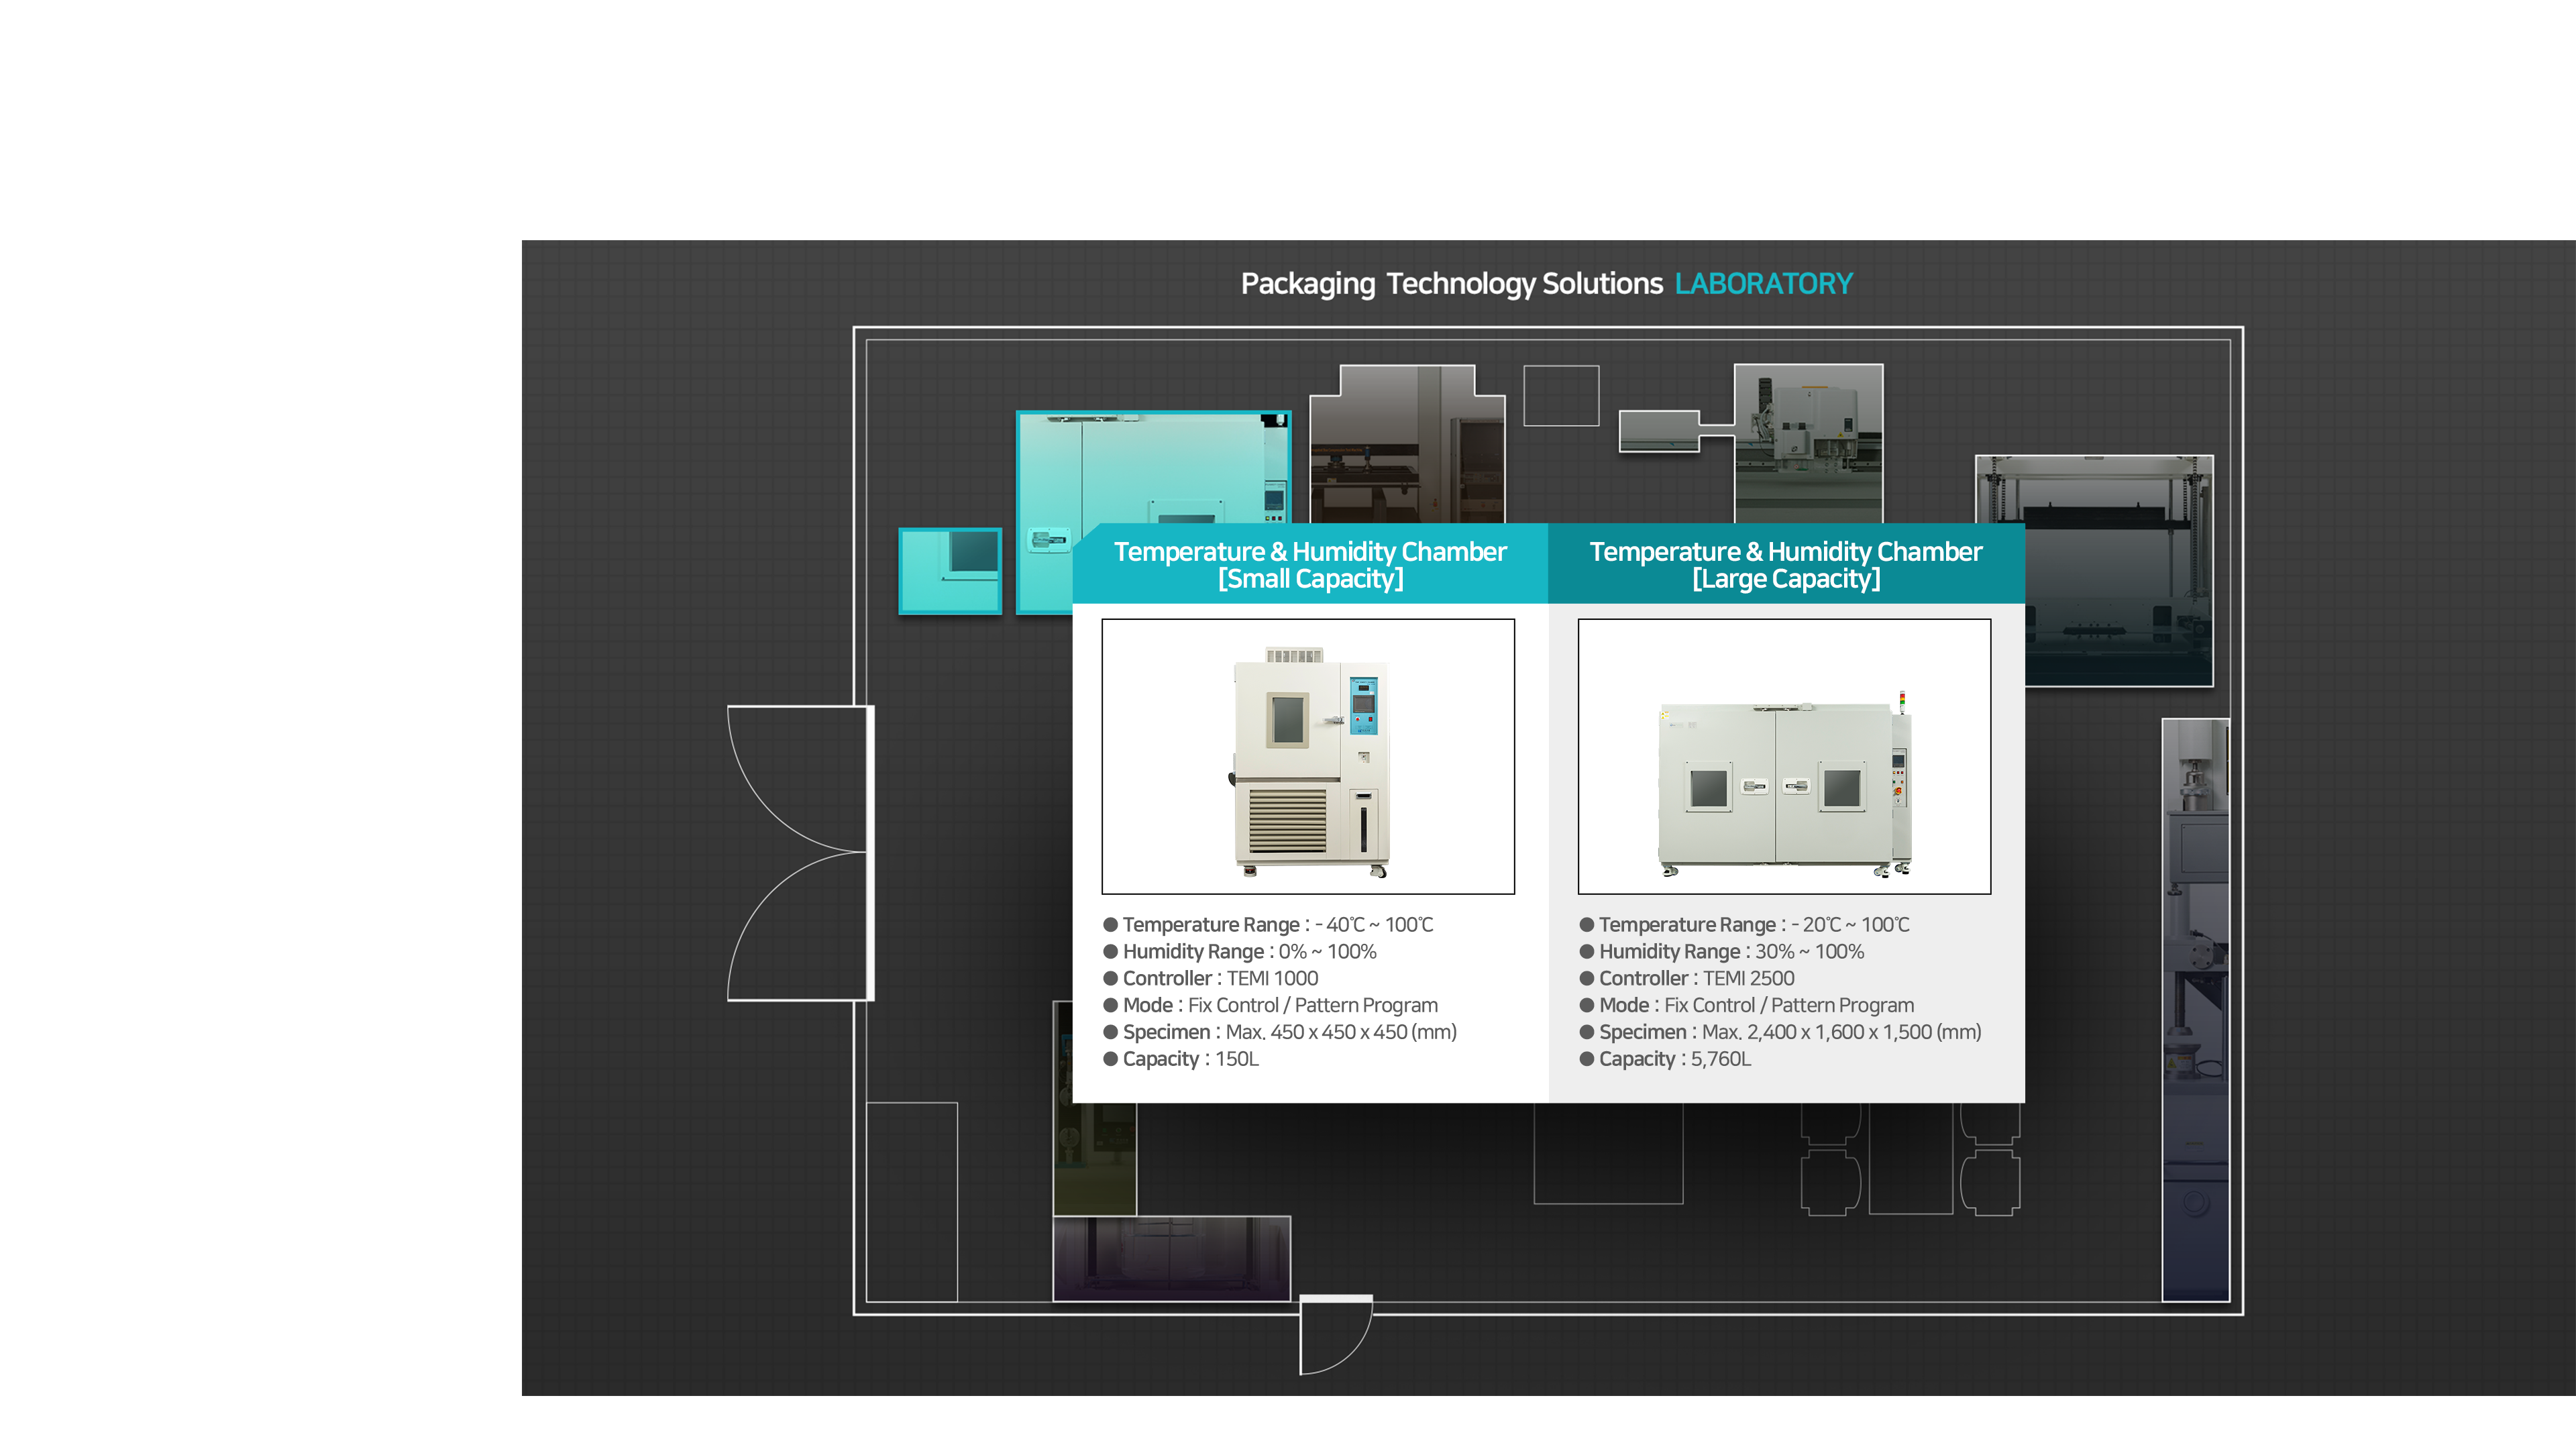 Packaging Technology Solutions LABORATORY
Temperature & Humidity Chamber
[Small Capacity]
● Temperature Range : - 40℃ ~ 100℃
● Humidity Range : 0% ~ 100%
● Controller : TEMI 1000
● Mode : Fix Control / Pattern Program
● Specimen : Max. 450 x 450 x 450 (mm)
● Capacity : 150L
Temperature & Humidity Chamber
[Large Capacity]
● Temperature Range : - 20℃ ~ 100℃
● Humidity Range : 30% ~ 100%
● Controller : TEMI 2500
● Mode : Fix Control / Pattern Program
● Specimen : Max. 2,400 x 1,600 x 1,500 (mm)
● Capacity : 5,760L